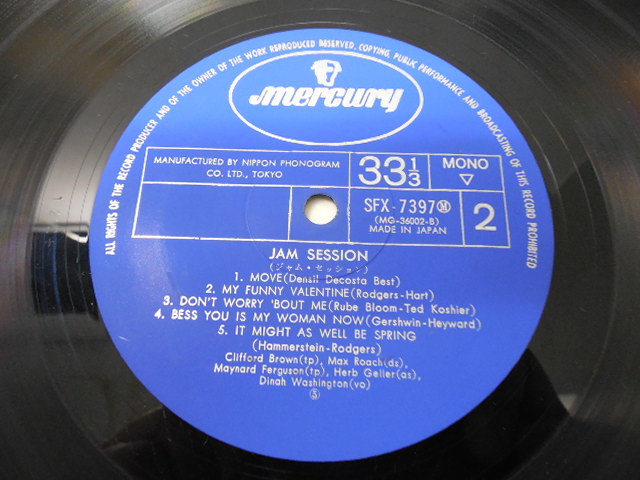 ALL RIGHTS OF THE RECORD PRODUCER AND OF THE OWNER OF THE WORK REPRODUCED RESERVED, COPYING, PUBLIC PERFORMANCE AND BROADCASTING OF THIS RECORD PROHIBITED
mercury
MANUFACTURED BY NIPPON PHONOGRAM
CO. LTD., TOKYO
33 1/3
MONO
▽
SFX-7397 Ⓜ
(MG-36002-B)
MADE IN JAPAN
2
JAM SESSION
(ジャム・セッション)
1. MOVE(Densil Decosta Best)
2. MY FUNNY VALENTINE(Rodgers-Hart)
3. DON'T WORRY 'BOUT ME(Rube Bloom-Ted Koshier)
4. BESS YOU IS MY WOMAN NOW(Gershwin-Heyward)
5. IT MIGHT AS WELL BE SPRING
(Hammerstein-Rodgers)
Clifford Brown(tp), Max Roach(ds),
Maynard Ferguson(tp), Herb Geller(as),
Dinah Washington(vo)